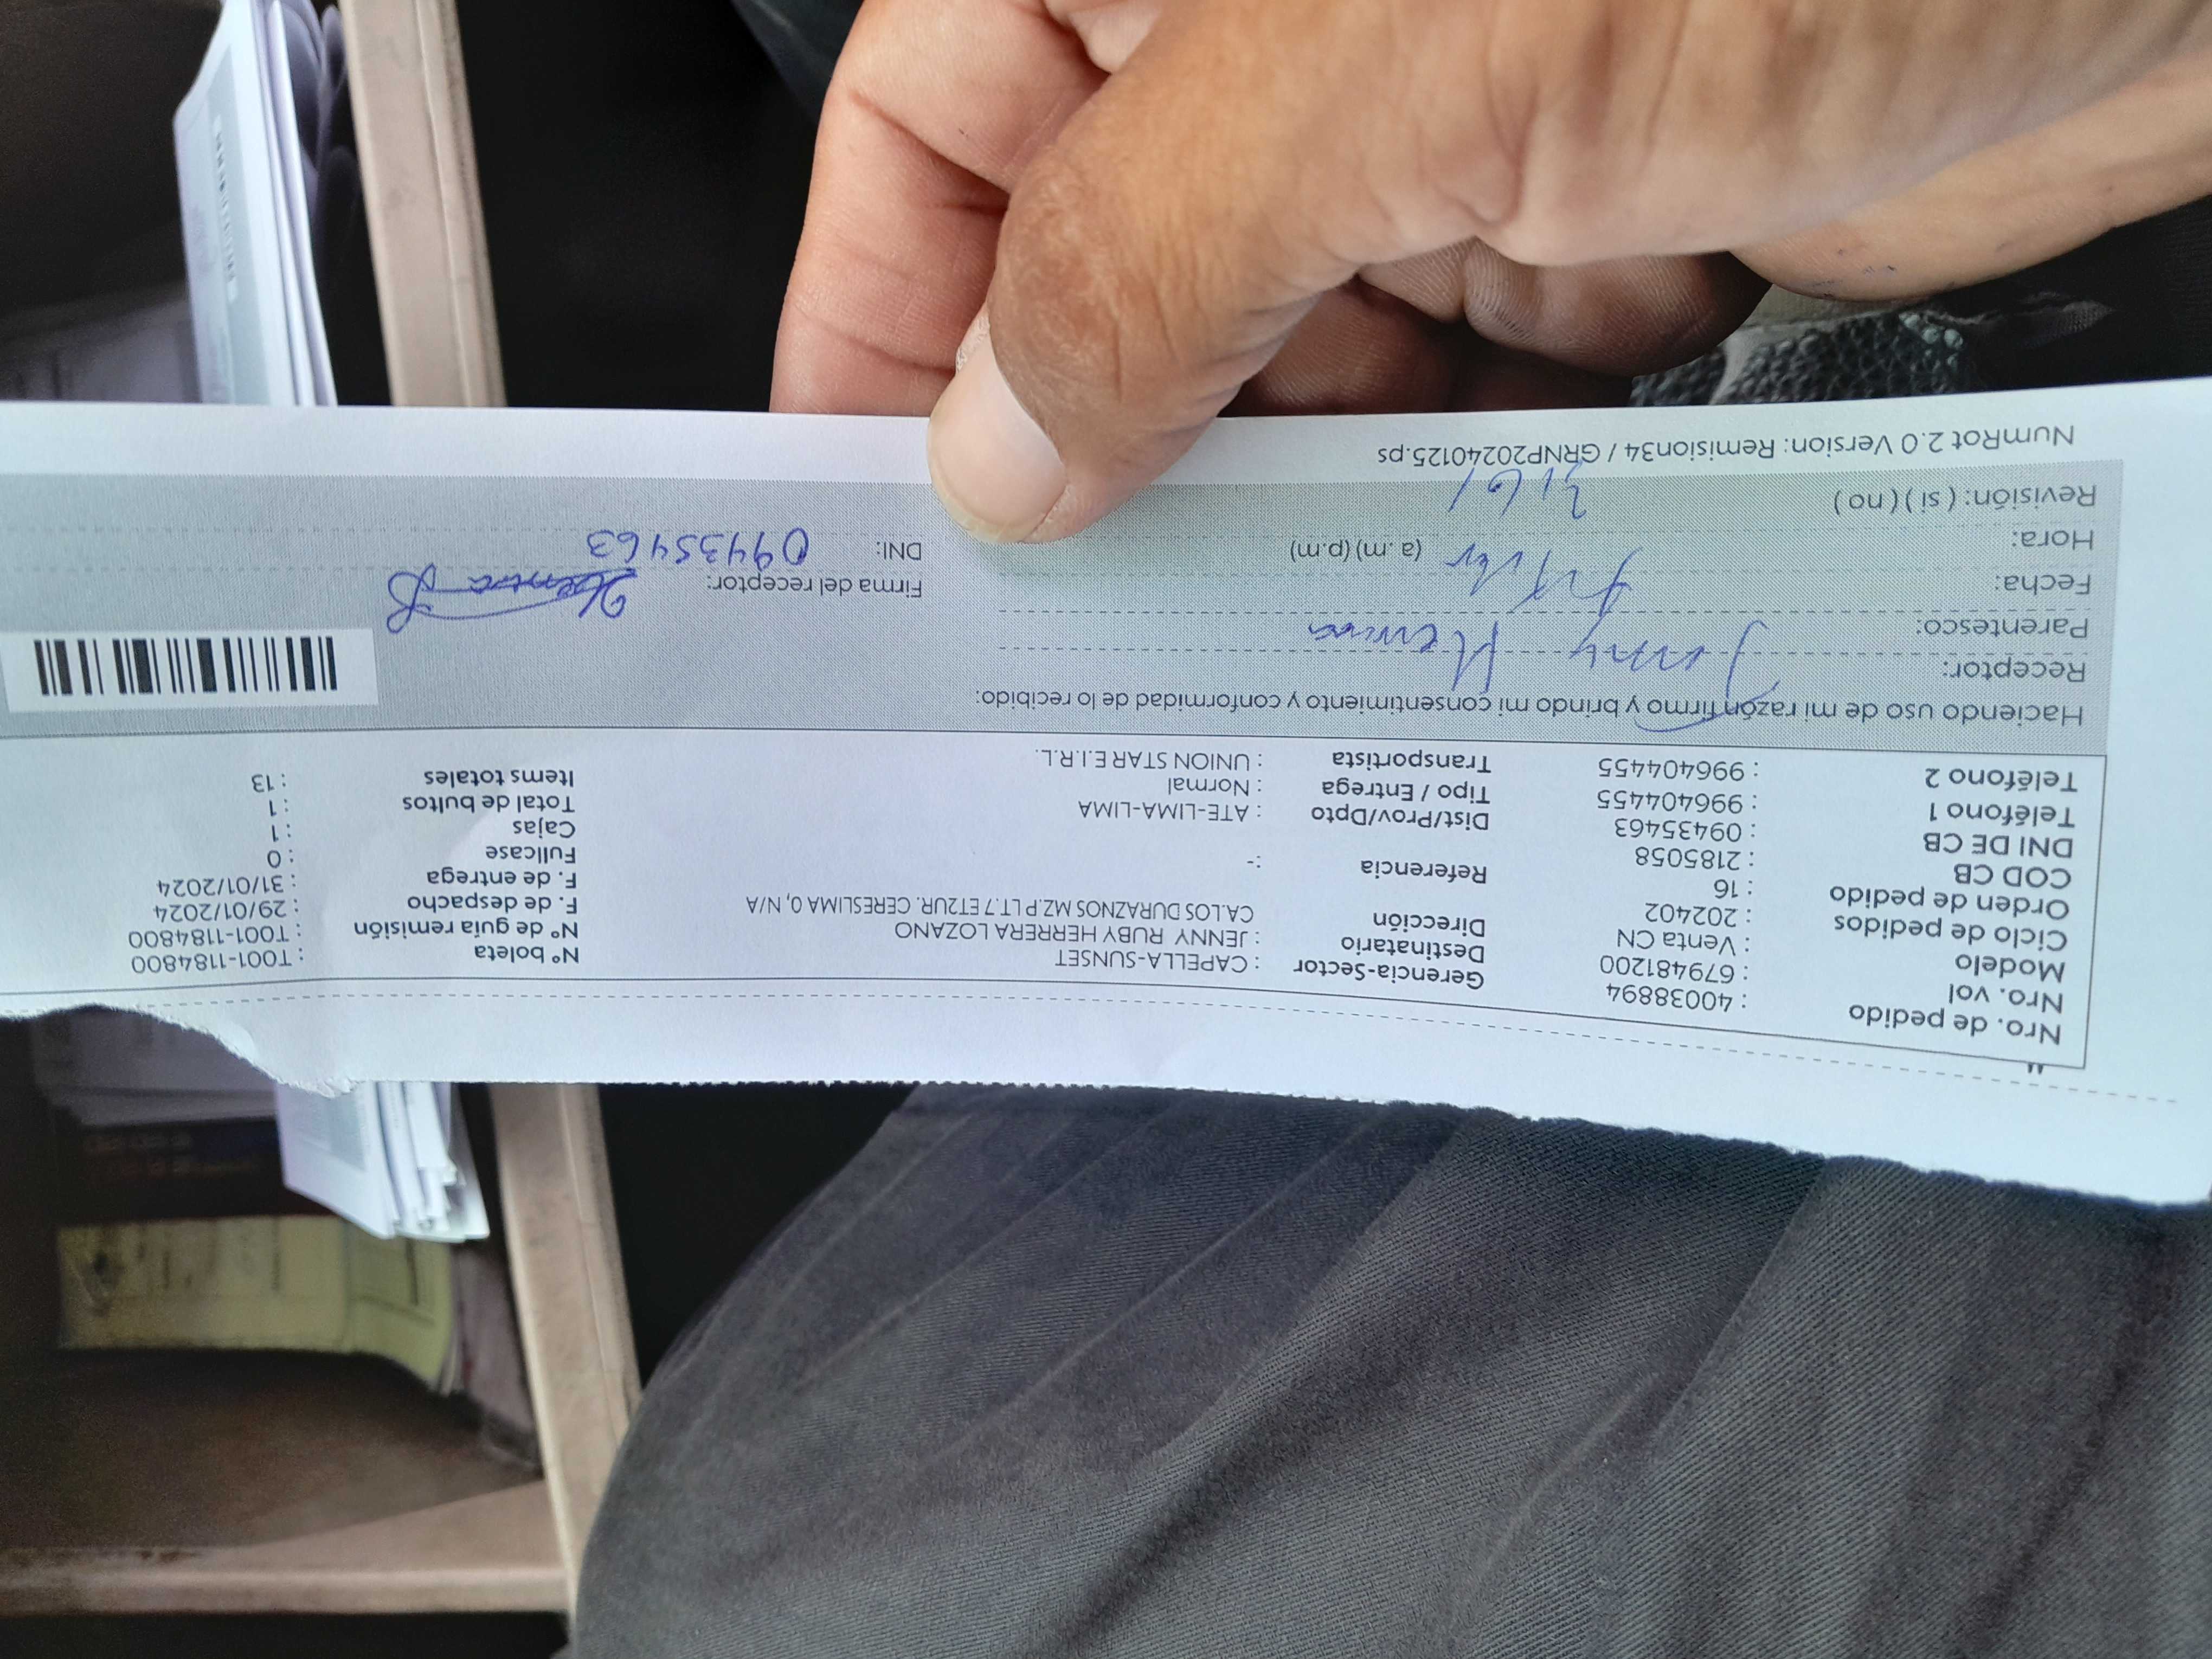 Nro. de pedido : 40038894 Gerencia-Sector : CAPELLA-SUNSET Nº boleta : T001-1184800
Nro. vol : 679481200 Destinatario : JENNY RUBY HERRERA LOZANO Nº de guía remisión : T001-1184800
Modelo : Venta CN Dirección CA.LOS DURAZNOS MZ.P LT.7 ET2UR. CERESLIMA 0, N/A F. de despacho : 29/01/2024
Ciclo de pedidos : 202402 F. de entrega : 31/01/2024
Orden de pedido : 16 Referencia :- Fullcase : 0
COD CB : 2185058 Cajas : 1
DNI DE CB : 09435463 Dist/Prov/Dpto : ATE-LIMA-LIMA Total de bultos : 1
Teléfono 1 : 996404455 Tipo / Entrega : Normal Items totales : 13
Teléfono 2 : 996404455 Transportista : UNION STAR E.I.R.L.
Haciendo uso de mi razón firmo y brindo mi consentimiento y conformidad de lo recibido:
Receptor: Jenny Herrera
Parentesco:
Fecha: Firma del receptor:
Hora: (a.m) (p.m) DNI: 09435463
Revisión: ( si ) ( no )
NumRot 2.0 Version: Remision34 / GRNP20240125.ps